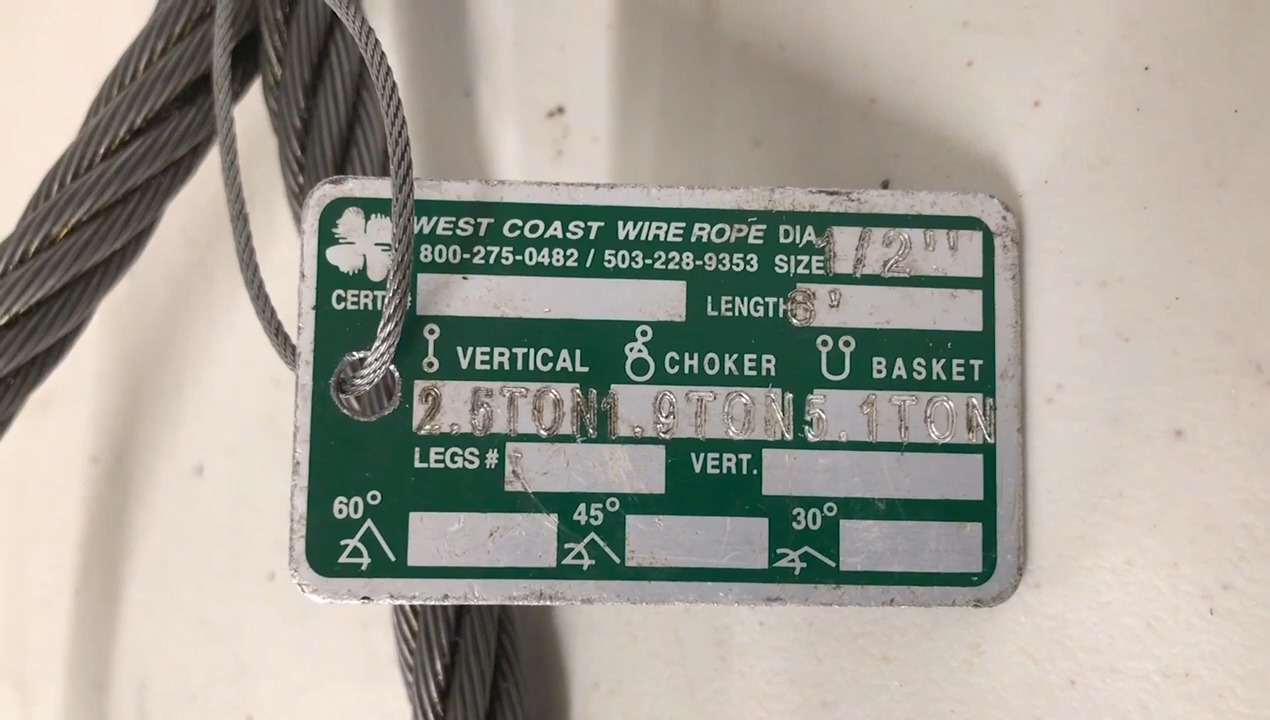 WEST COAST WIRE ROPE DIA. 1/2"
800-275-0482 / 503-228-9353 SIZE
CERT # LENGTH 6'
VERTICAL CHOKER BASKET
2.5TON 1.9TON 5.1TON
LEGS # VERT.
60° 45° 30°